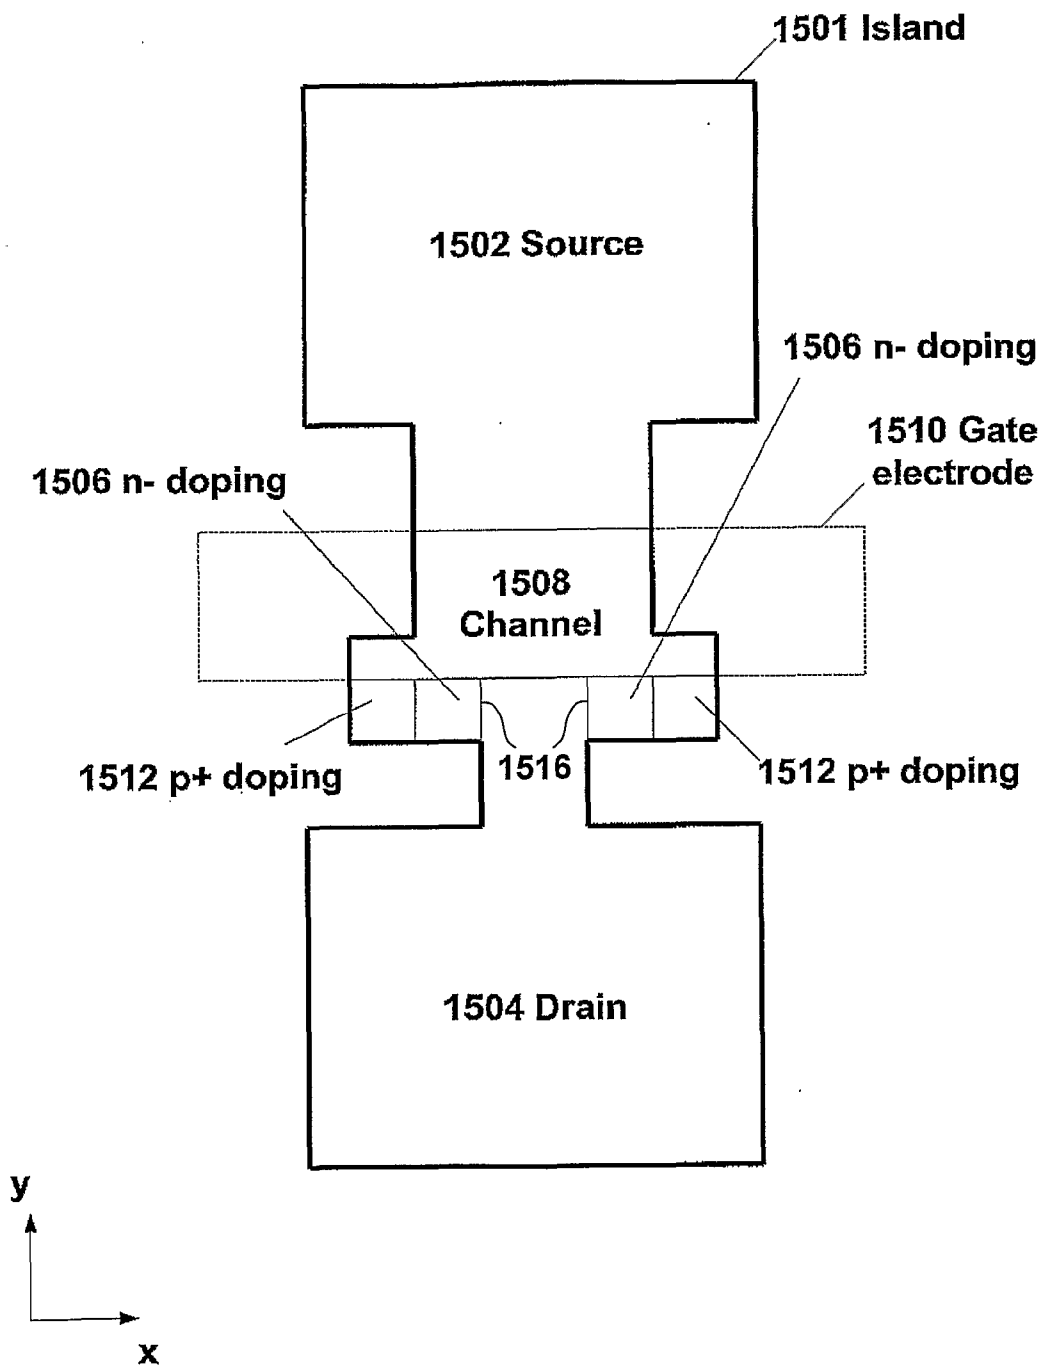 1501 Island
1502 Source
1506 n- doping
1510 Gate
electrode
1506 n- doping
1508
Channel
1516
1512 p+ doping
1512 p+ doping
1504 Drain
y
x